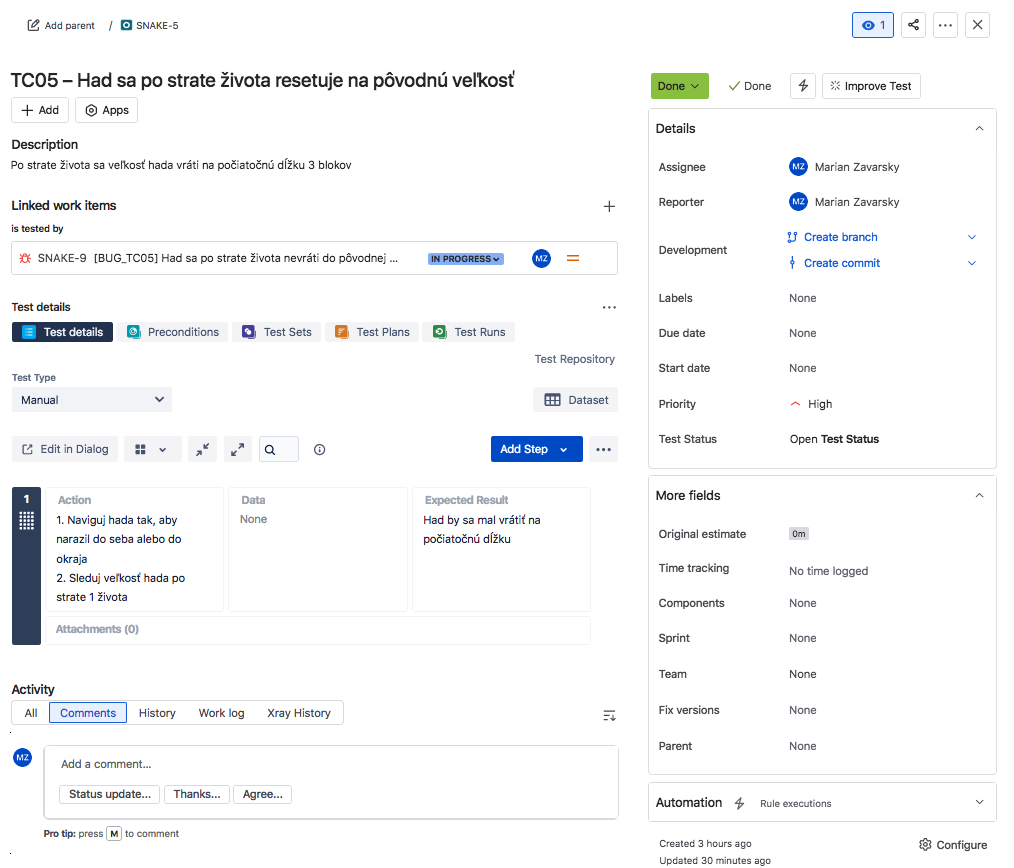 Add parent / SNAKE-5
1
TC05 – Had sa po strate života resetuje na pôvodnú veľkosť
Add Apps
Description
Po strate života sa veľkosť hada vráti na počiatočnú dĺžku 3 blokov
Linked work items
is tested by
SNAKE-9 [BUG_TC05] Had sa po strate života nevráti do pôvodnej ... IN PROGRESS MZ
Test details
Test details Preconditions Test Sets Test Plans Test Runs
Test Repository
Test Type
Manual Dataset
Edit in Dialog Add Step
1 Action Data Expected Result
1. Naviguj hada tak, aby None Had by sa mal vrátiť na
narazil do seba alebo do počiatočnú dĺžku
okraja
2. Sleduj veľkosť hada po
strate 1 života
Attachments (0)
Activity
All Comments History Work log Xray History
MZ Add a comment...
Status update... Thanks... Agree...
Pro tip: press M to comment
Done Done Improve Test
Details
Assignee MZ Marian Zavarsky
Reporter MZ Marian Zavarsky
Development Create branch
Create commit
Labels None
Due date None
Start date None
Priority High
Test Status Open Test Status
More fields
Original estimate 0m
Time tracking No time logged
Components None
Sprint None
Team None
Fix versions None
Parent None
Automation Rule executions
Created 3 hours ago Configure
Updated 30 minutes ago